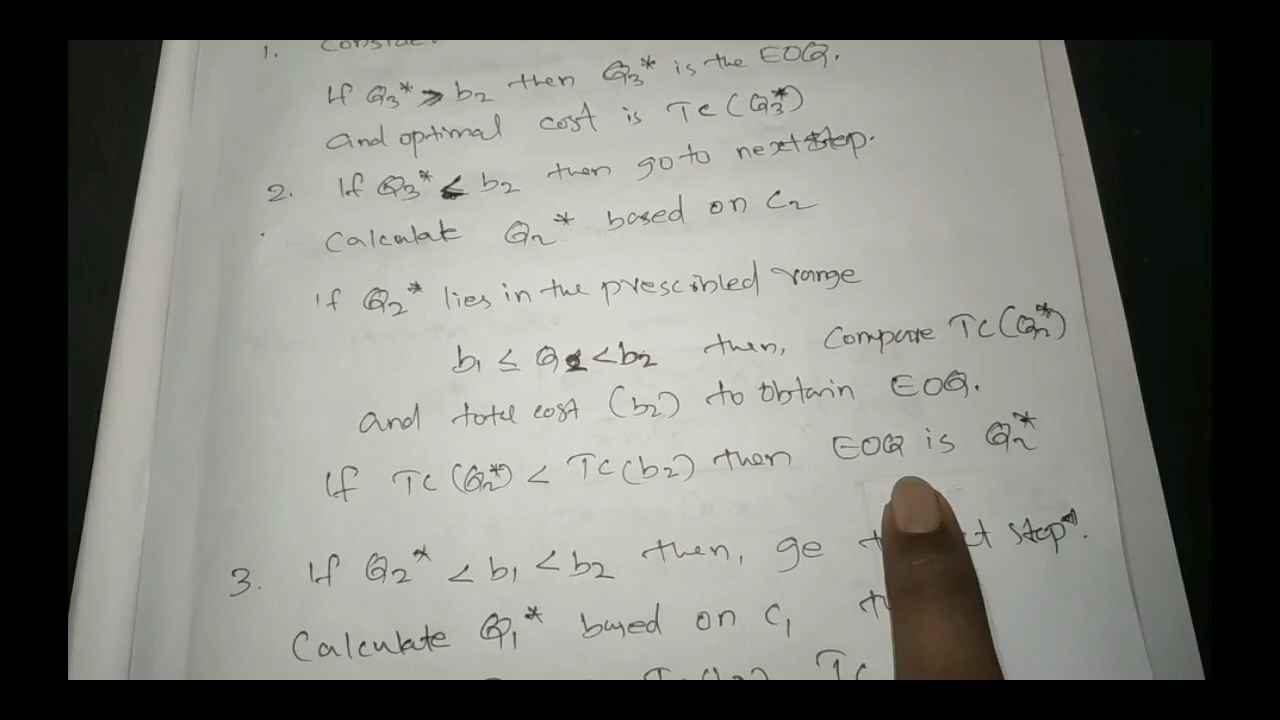 1.
If Q3* > b2 then Q3* is the EOQ.
and optimal cost is TC (Q3*)
2. If Q3* < b2 then go to next step.
Calculate Q2* based on C2
If Q2* lies in the prescribled range
b1 ≤ Q2 < b2 then, Compare TC (Q2*)
and total cost (b2) to obtain EOQ.
If TC (Q2*) < TC (b2) then EOQ is Q2*
3. If Q2* < b1 < b2 then, step.
Calculate Q1* based on C1